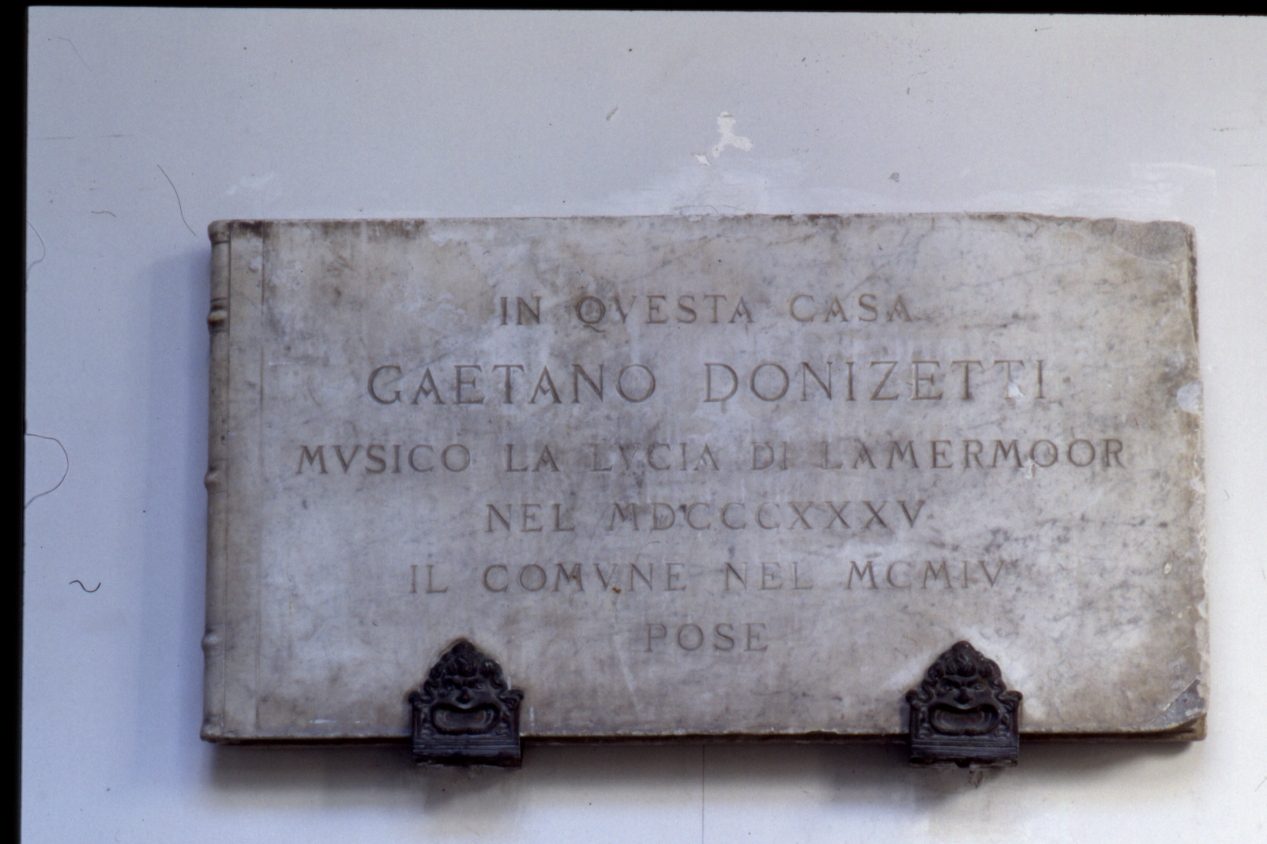 IN QVESTA CASA
GAETANO DONIZETTI
MVSICO LA LVCIA DI LAMERMOOR
NEL MDCCCXXXV
IL COMVNE NEL MCMIV
POSE